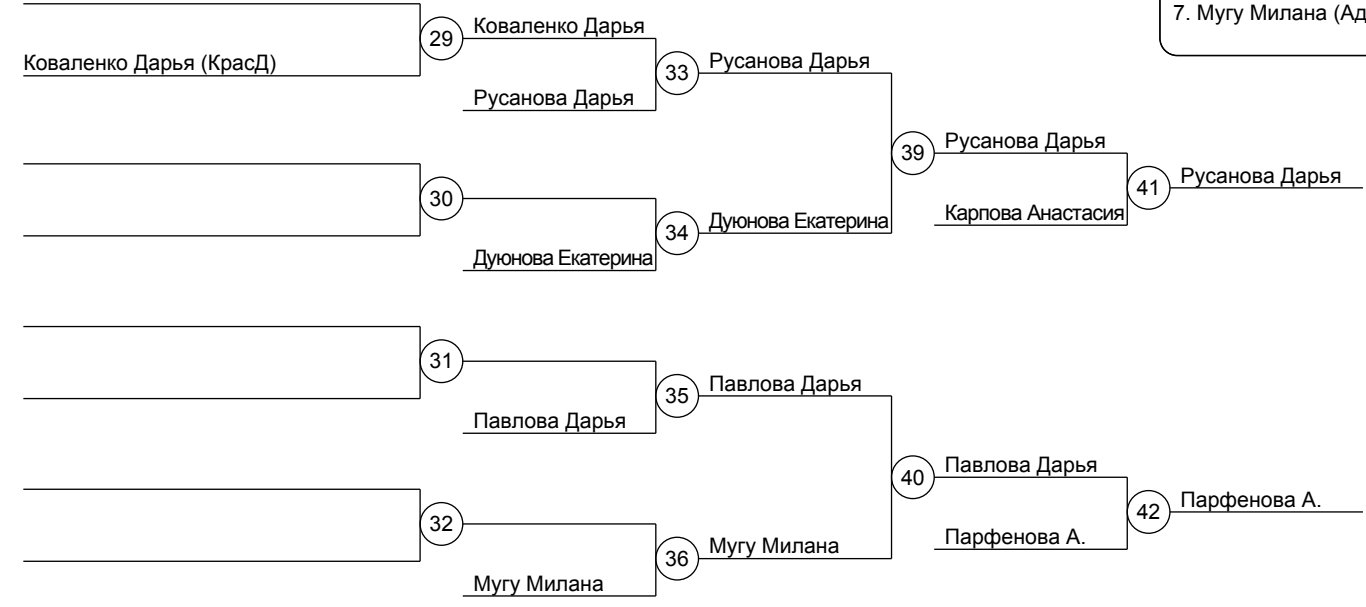 7. Мугу Милана (Ад
Коваленко Дарья (КрасД)
29
Коваленко Дарья
Русанова Дарья
33
Русанова Дарья
30
Дуюнова Екатерина
34
Дуюнова Екатерина
39
Русанова Дарья
Карпова Анастасия
41
Русанова Дарья
31
Павлова Дарья
35
Павлова Дарья
32
Мугу Милана
36
Мугу Милана
40
Павлова Дарья
Парфенова А.
42
Парфенова А.